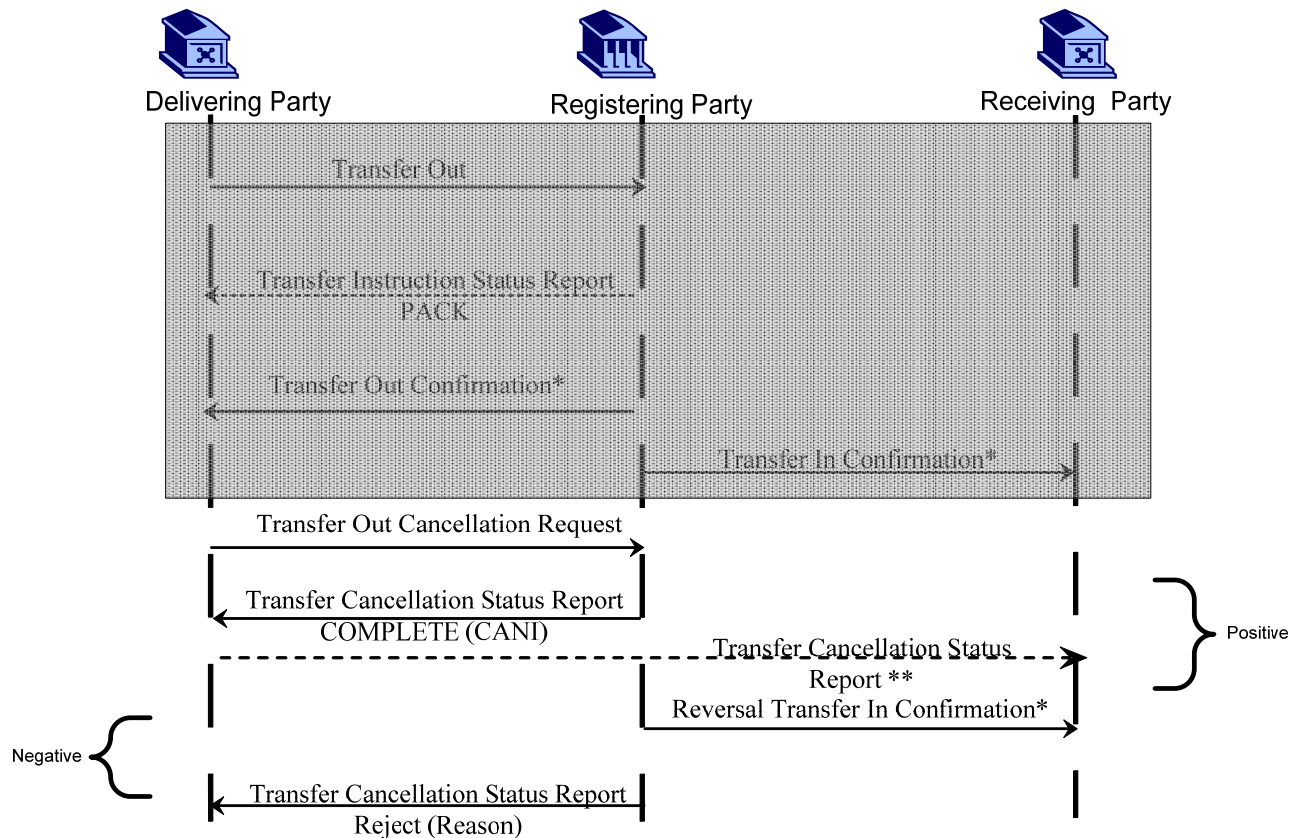 Delivering Party
Registering Party
Receiving Party
Transfer Out
Transfer Instruction Status Report
PACK
Transfer Out Confirmation*
Transfer In Confirmation*
Transfer Out Cancellation Request
Transfer Cancellation Status Report
COMPLETE (CANI)
Positive
Transfer Cancellation Status
Report **
Reversal Transfer In Confirmation*
Negative
Transfer Cancellation Status Report
Reject (Reason)